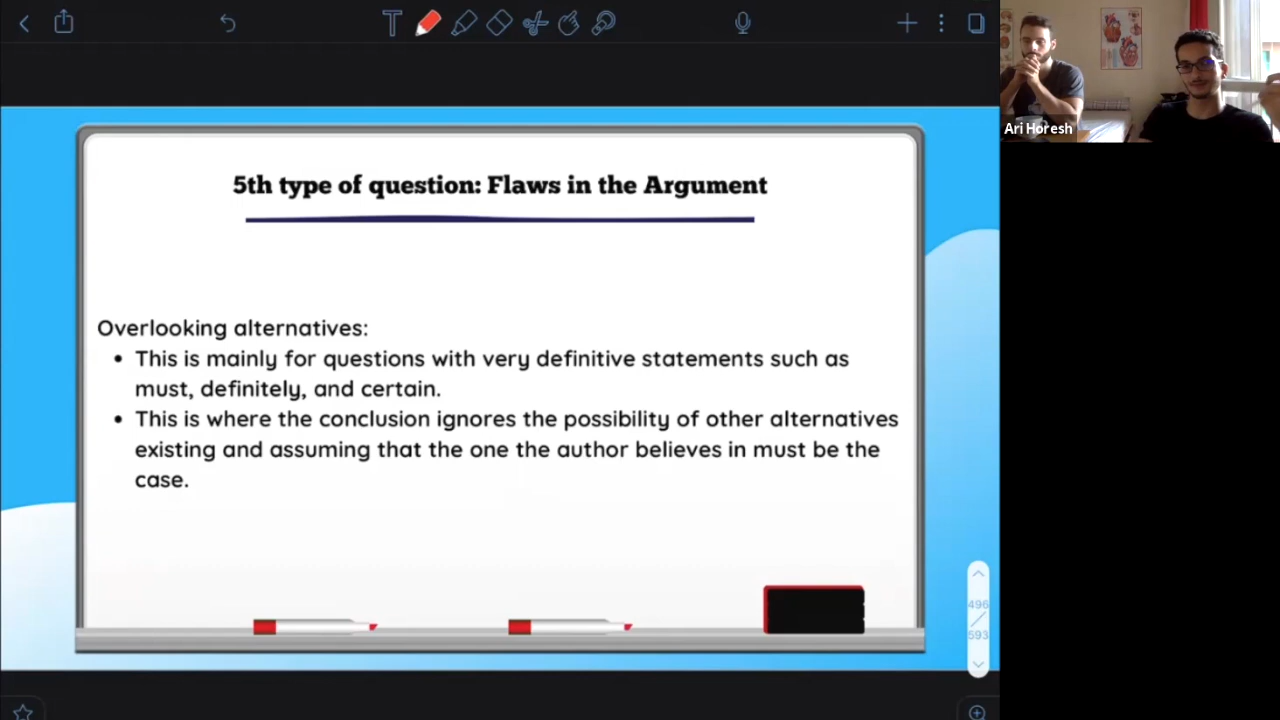 Ari Horesh
5th type of question: Flaws in the Argument
Overlooking alternatives:
• This is mainly for questions with very definitive statements such as
must, definitely, and certain.
• This is where the conclusion ignores the possibility of other alternatives
existing and assuming that the one the author believes in must be the
case.
496
593